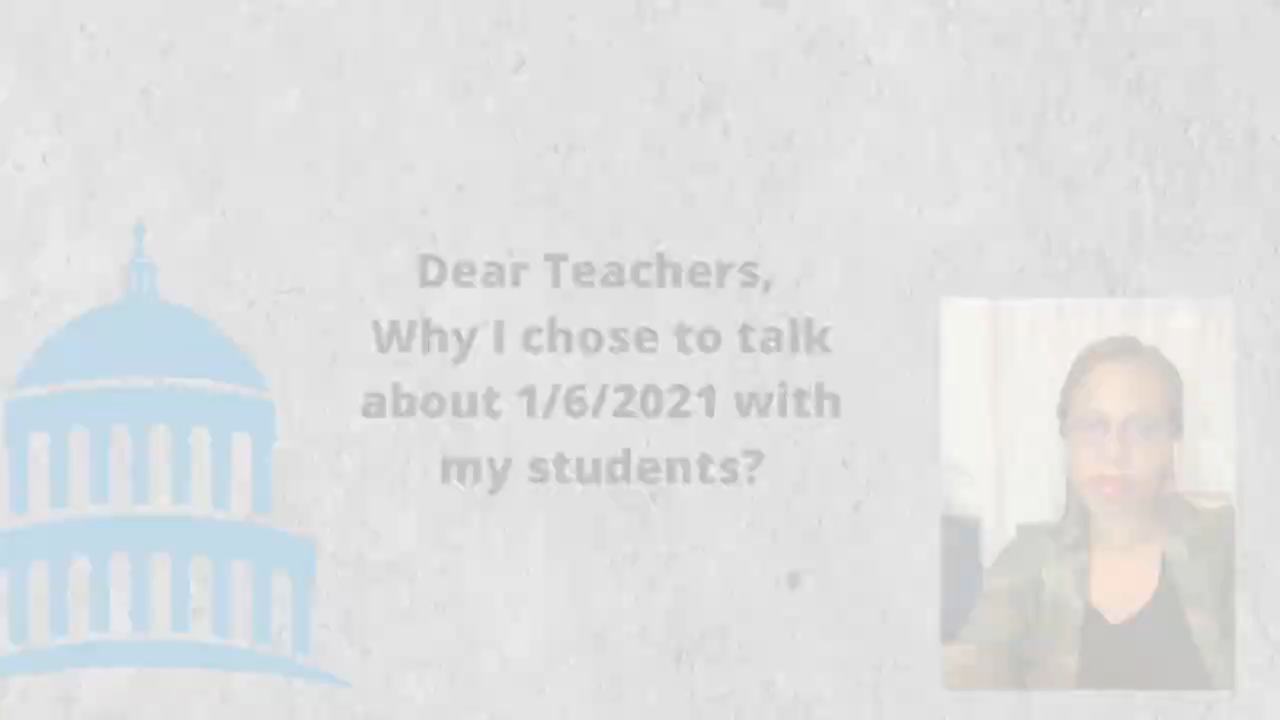 Dear Teachers,
Why I chose to talk
about 1/6/2021 with
my students?